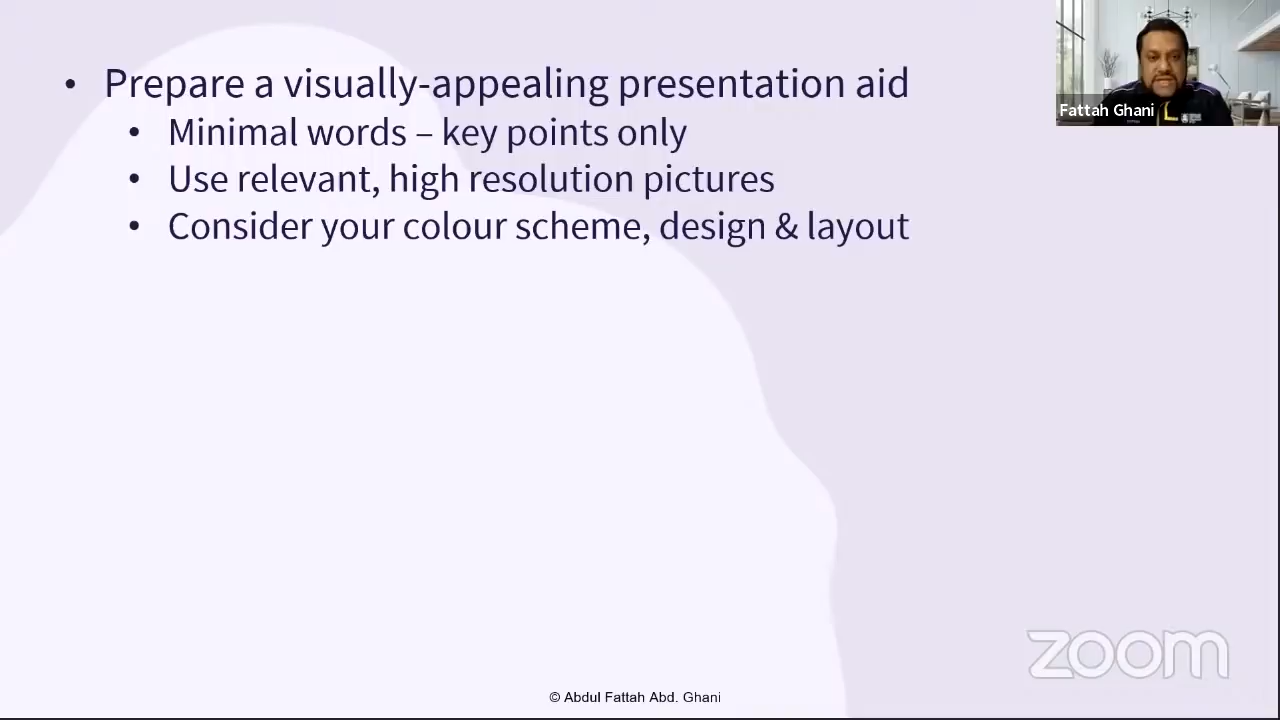 • Prepare a visually-appealing presentation aid
• Minimal words – key points only
• Use relevant, high resolution pictures
• Consider your colour scheme, design & layout
Fattah Ghani
zoom
© Abdul Fattah Abd. Ghani